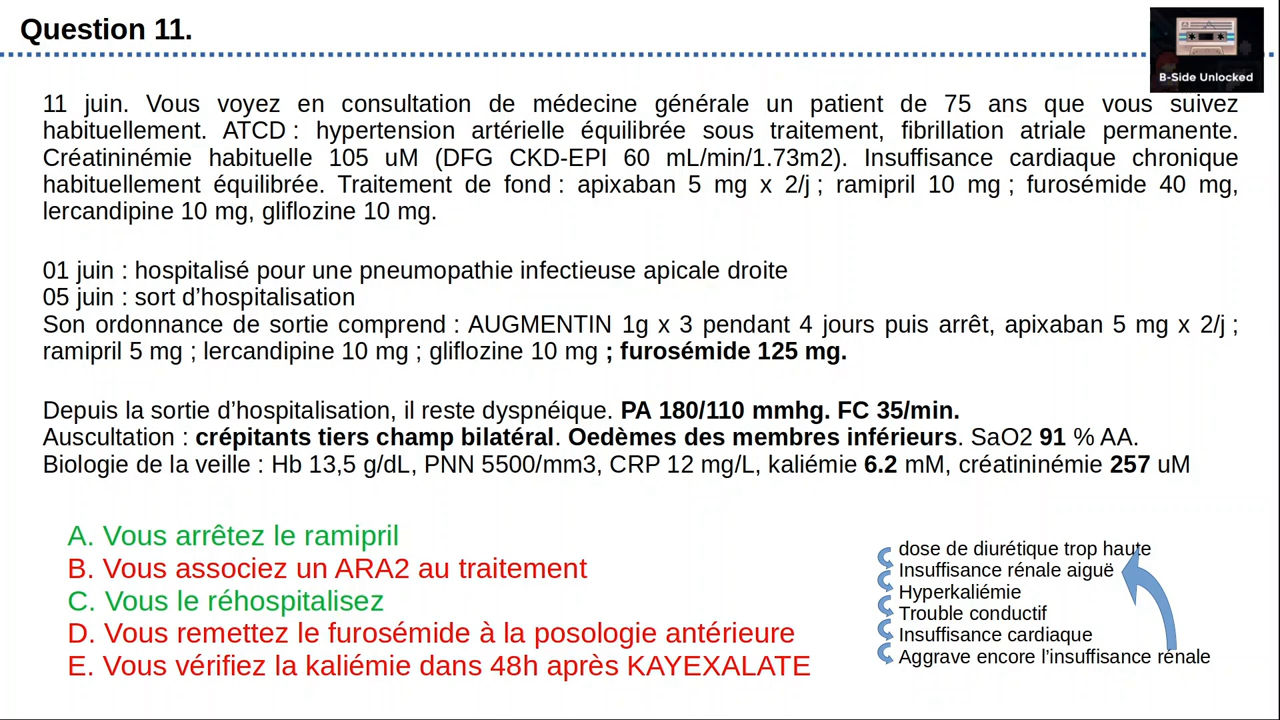 Question 11.
B-Side Unlocked
11 juin. Vous voyez en consultation de médecine générale un patient de 75 ans que vous suivez
habituellement. ATCD : hypertension artérielle équilibrée sous traitement, fibrillation atriale permanente.
Créatininémie habituelle 105 uM (DFG CKD-EPI 60 mL/min/1.73m2). Insuffisance cardiaque chronique
habituellement équilibrée. Traitement de fond : apixaban 5 mg x 2/j ; ramipril 10 mg ; furosémide 40 mg,
lercandipine 10 mg, gliflozine 10 mg.
01 juin : hospitalisé pour une pneumopathie infectieuse apicale droite
05 juin : sort d'hospitalisation
Son ordonnance de sortie comprend : AUGMENTIN 1g x 3 pendant 4 jours puis arrêt, apixaban 5 mg x 2/j ;
ramipril 5 mg ; lercandipine 10 mg ; gliflozine 10 mg ; furosémide 125 mg.
Depuis la sortie d'hospitalisation, il reste dyspnéique. PA 180/110 mmhg. FC 35/min.
Auscultation : crépitants tiers champ bilatéral. Oedèmes des membres inférieurs. SaO2 91 % AA.
Biologie de la veille : Hb 13,5 g/dL, PNN 5500/mm3, CRP 12 mg/L, kaliémie 6.2 mM, créatininémie 257 uM
A. Vous arrêtez le ramipril
B. Vous associez un ARA2 au traitement
C. Vous le réhospitalisez
D. Vous remettez le furosémide à la posologie antérieure
E. Vous vérifiez la kaliémie dans 48h après KAYEXALATE
dose de diurétique trop haute
Insuffisance rénale aiguë
Hyperkaliémie
Trouble conductif
Insuffisance cardiaque
Aggrave encore l'insuffisance rénale